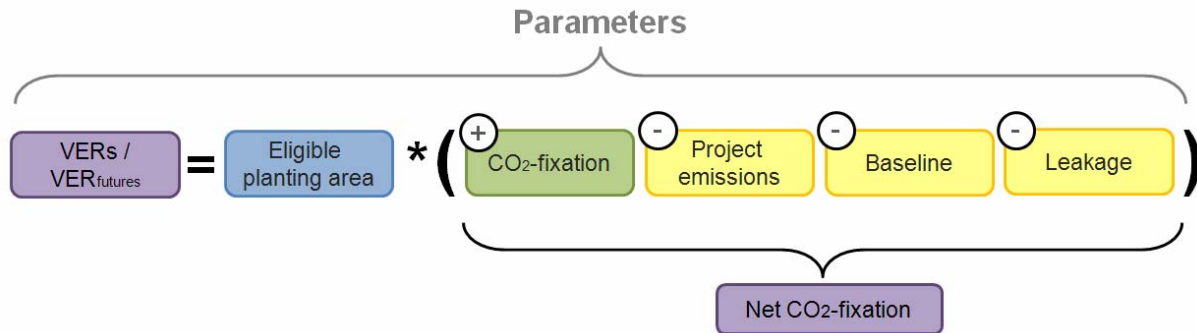 Parameters
VERs /
VERfutures
=
Eligible
planting area
*
(
+
CO2-fixation
-
Project
emissions
-
Baseline
-
Leakage
)
Net CO2-fixation